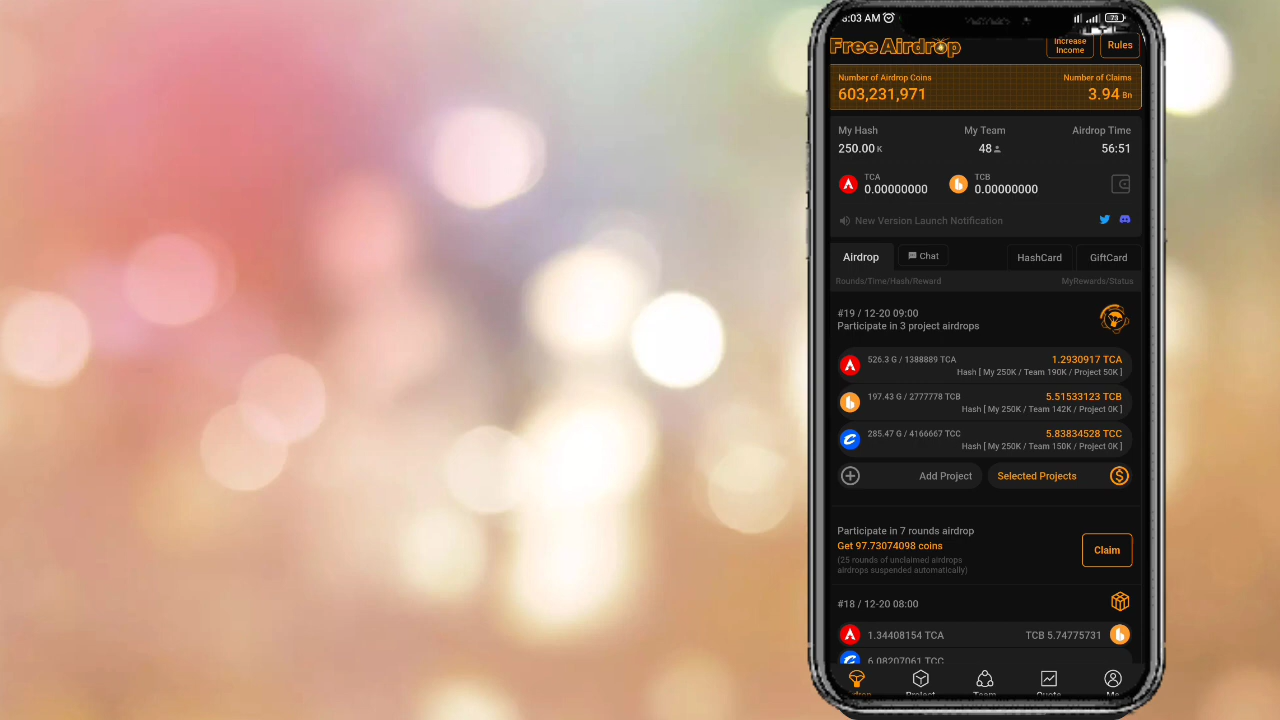 3:03 AM
73
Free Airdrop
Increase Income
Rules
Number of Airdrop Coins
Number of Claims
603,231,971
3.94 Bn
My Hash
My Team
Airdrop Time
250.00 K
48
56:51
TCA
0.00000000
TCB
0.00000000
New Version Launch Notification
Airdrop
Chat
HashCard
GiftCard
Rounds/Time/Hash/Reward
MyRewards/Status
#19 / 12-20 09:00
Participate in 3 project airdrops
526.3 G / 1388889 TCA
1.2930917 TCA
Hash [ My 250K / Team 190K / Project 50K ]
197.43 G / 2777778 TCB
5.51533123 TCB
Hash [ My 250K / Team 142K / Project 0K ]
285.47 G / 4166667 TCC
5.83834528 TCC
Hash [ My 250K / Team 150K / Project 0K ]
Add Project
Selected Projects
Participate in 7 rounds airdrop
Get 97.73074098 coins
(25 rounds of unclaimed airdrops
airdrops suspended automatically)
Claim
#18 / 12-20 08:00
1.34408154 TCA
TCB 5.74775731
6.08207061 TCC
Project
Team
Quote
Me